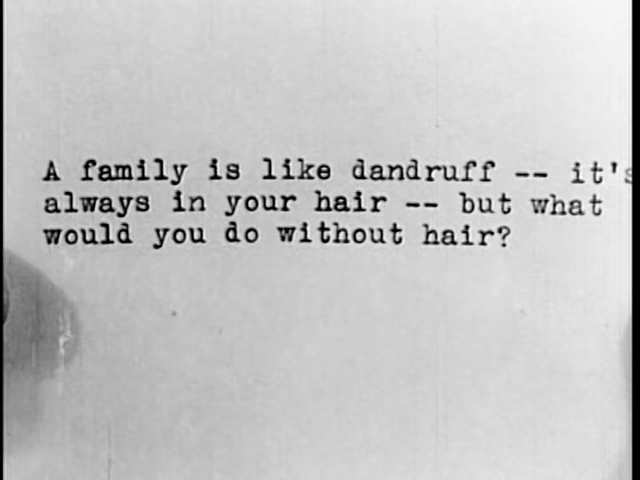 A family is like dandruff -- it's
always in your hair -- but what
would you do without hair?